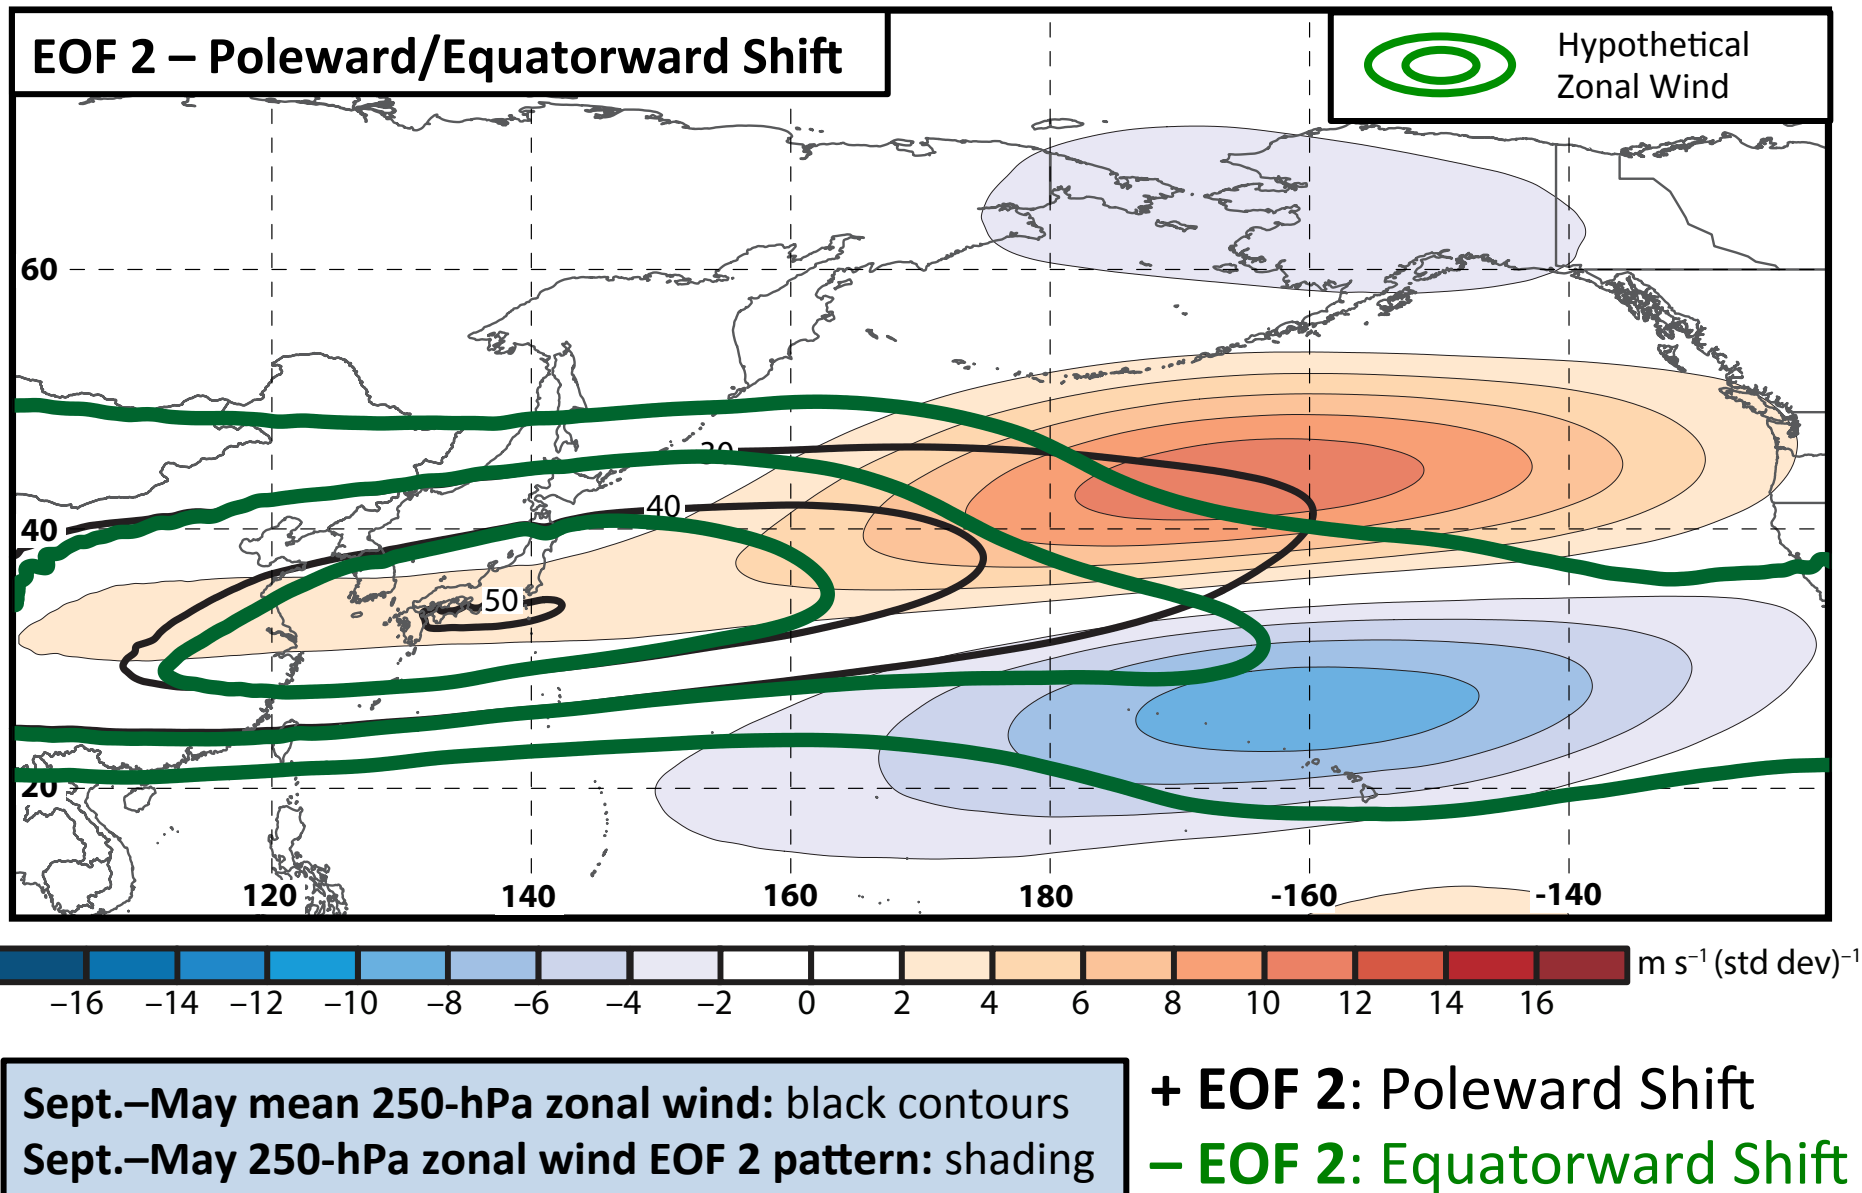 EOF 2 – Poleward/Equatorward Shift
Hypothetical
Zonal Wind
60
40
20
30
40
50
120 140 160 180 -160 -140
−16 −14 −12 −10 −8 −6 −4 −2 0 2 4 6 8 10 12 14 16
m s⁻¹ (std dev)⁻¹
Sept.–May mean 250-hPa zonal wind: black contours
Sept.–May 250-hPa zonal wind EOF 2 pattern: shading
+ EOF 2: Poleward Shift
– EOF 2: Equatorward Shift